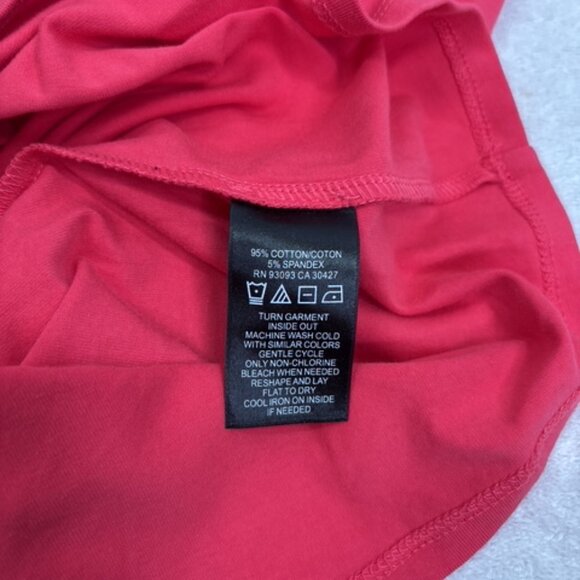 95% COTTON/COTON
5% SPANDEX
RN 93093 CA 30427
TURN GARMENT
INSIDE OUT
MACHINE WASH COLD
WITH SIMILAR COLORS
GENTLE CYCLE
ONLY NON-CHLORINE
BLEACH WHEN NEEDED
RESHAPE AND LAY
FLAT TO DRY
COOL IRON ON INSIDE
IF NEEDED